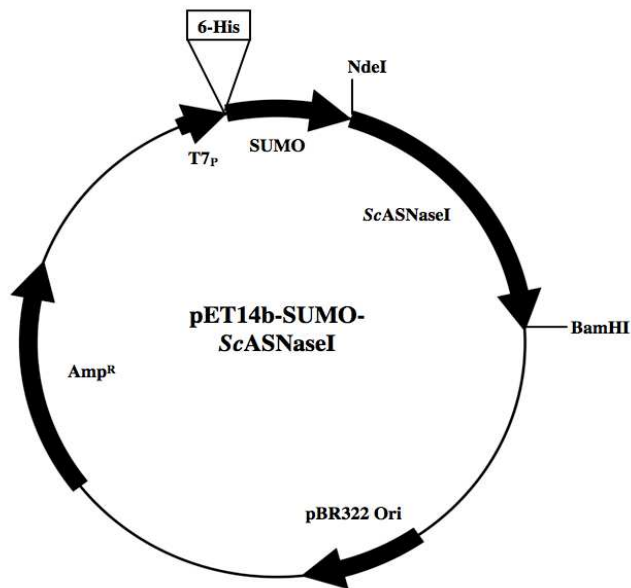 6-His
NdeI
T7P
SUMO
ScASNaseI
pET14b-SUMO-
ScASNaseI
BamHI
AmpR
pBR322 Ori